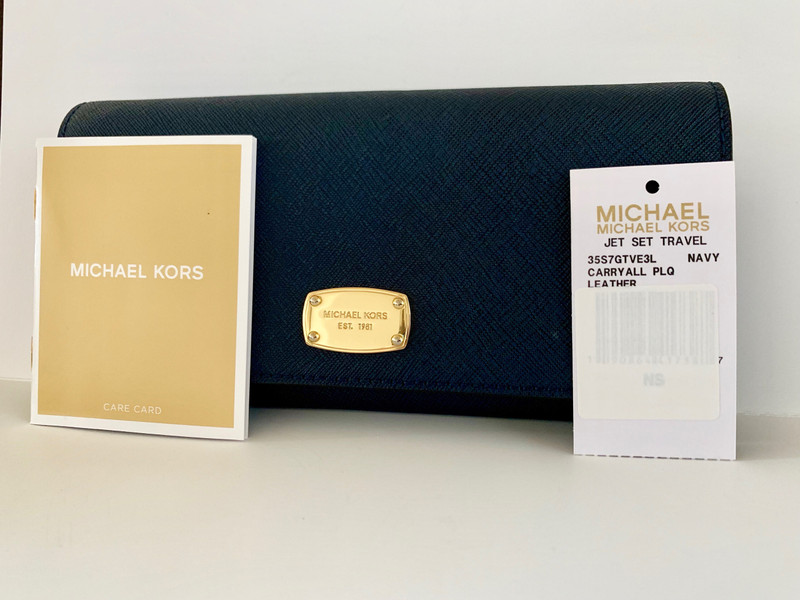 MICHAEL KORS
CARE CARD
MICHAEL KORS
EST. 1981
MICHAEL
MICHAEL KORS
JET SET TRAVEL
35S7GTVE3L NAVY
CARRYALL PLQ
LEATHER
7